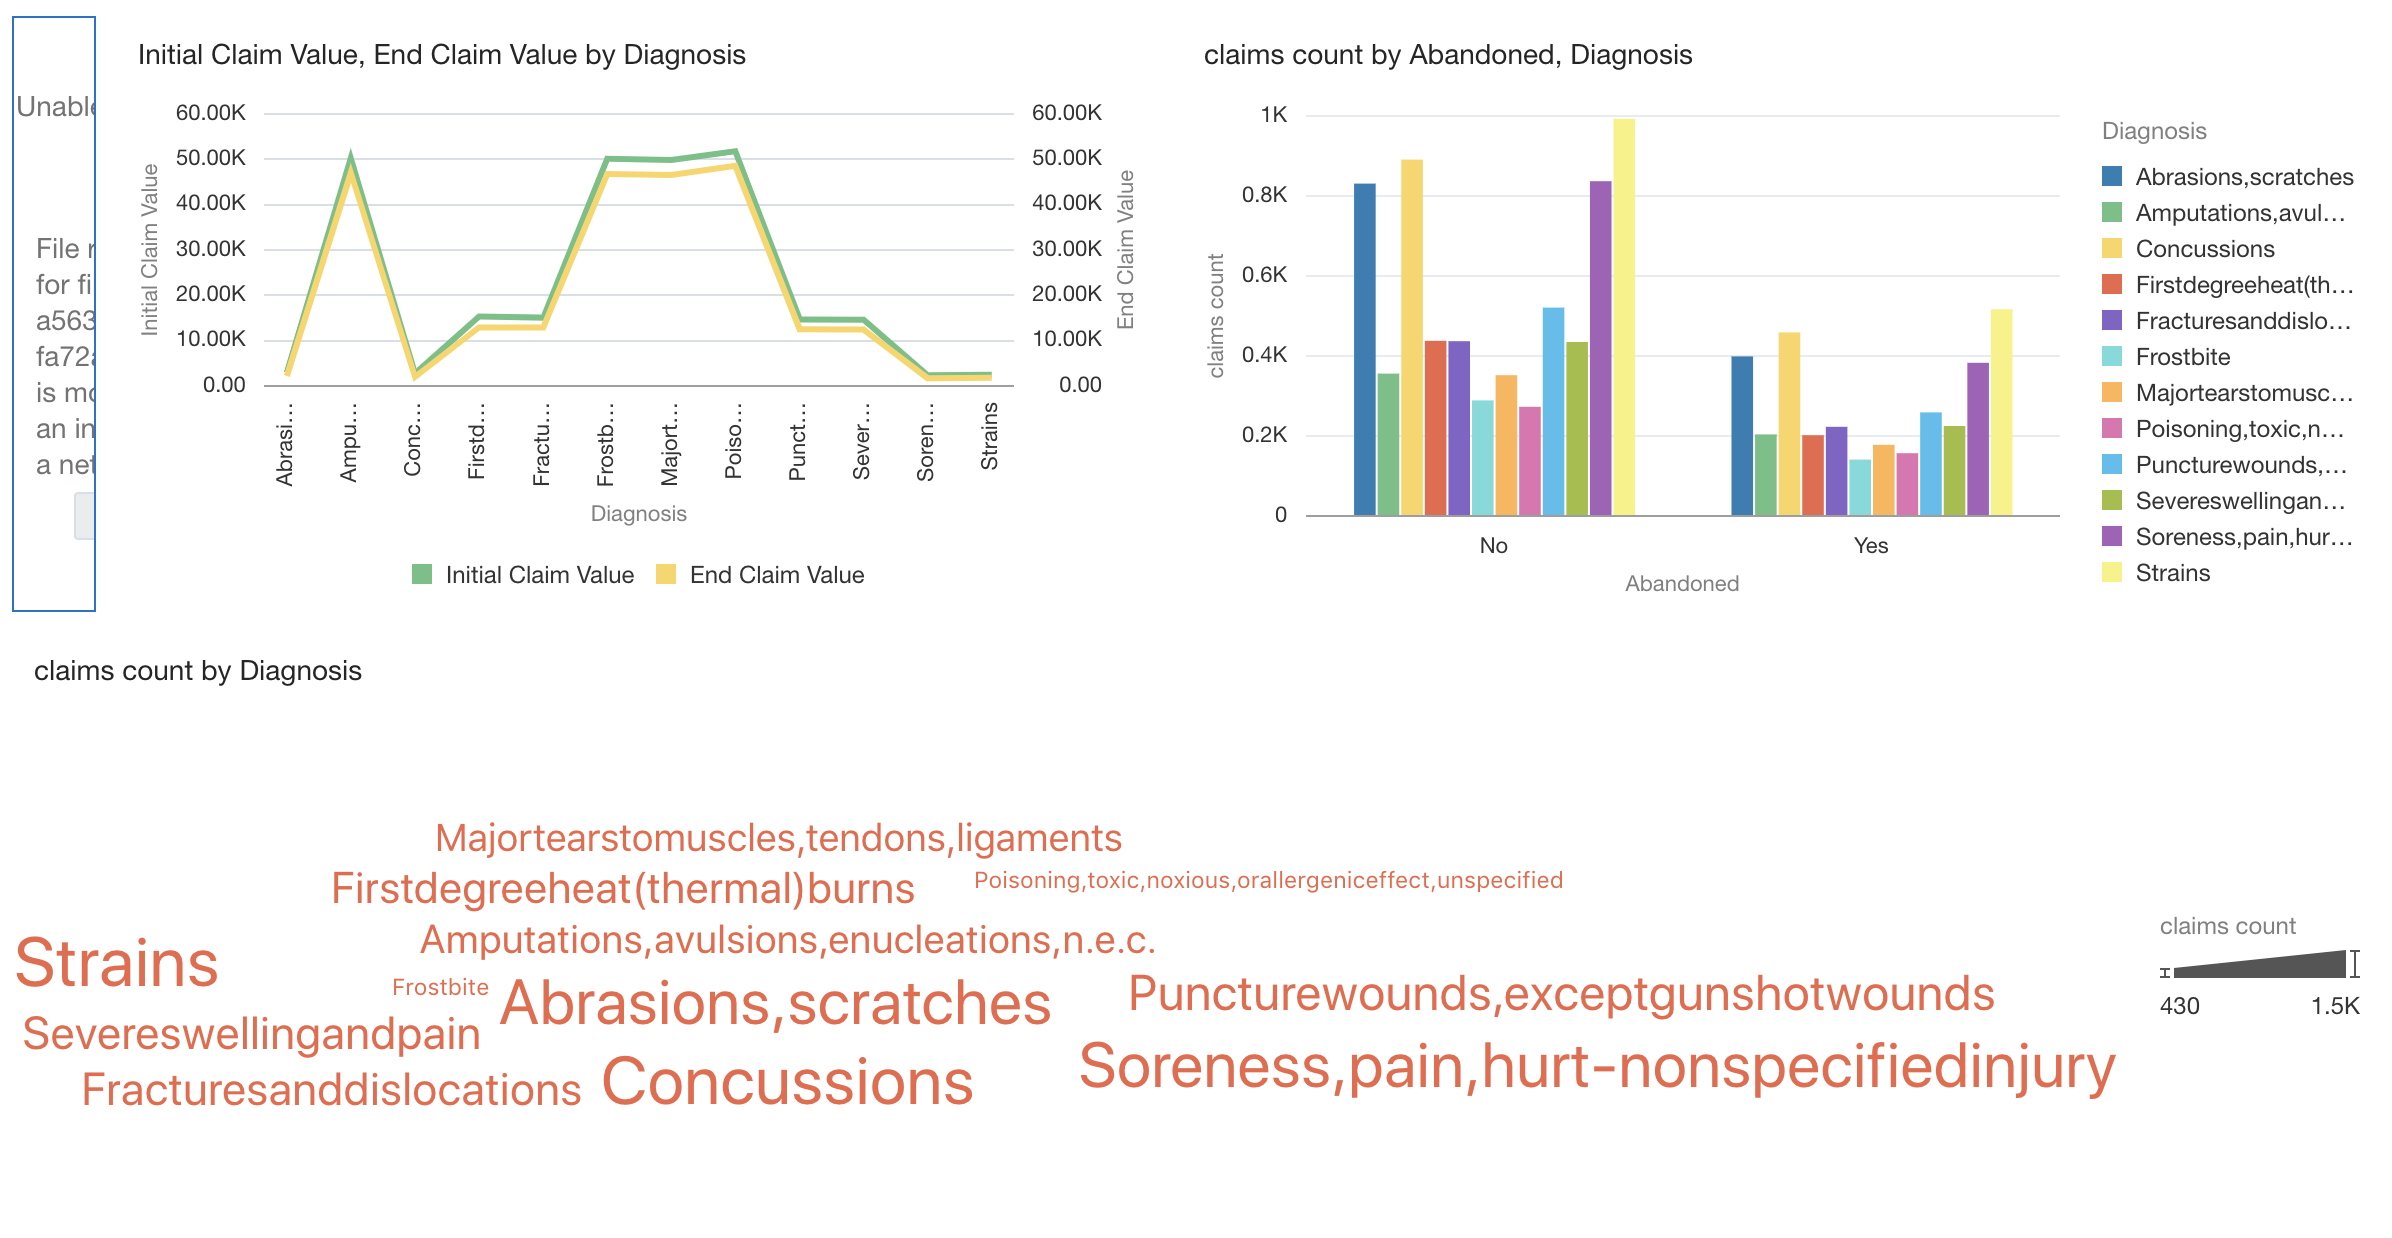 Unable
File r
for fi
a563
fa72a
is mo
an in
a net
Initial Claim Value, End Claim Value by Diagnosis
60.00K
50.00K
40.00K
30.00K
20.00K
10.00K
0.00
Initial Claim Value
60.00K
50.00K
40.00K
30.00K
20.00K
10.00K
0.00
End Claim Value
Abrasi...
Ampu...
Conc...
Firstd...
Fractu...
Frostb...
Majort...
Poiso...
Punct...
Sever...
Soren...
Strains
Diagnosis
Initial Claim Value
End Claim Value
claims count by Abandoned, Diagnosis
1K
0.8K
0.6K
0.4K
0.2K
0
claims count
No
Yes
Abandoned
Diagnosis
Abrasions,scratches
Amputations,avul...
Concussions
Firstdegreeheat(th...
Fracturesanddislo...
Frostbite
Majortearstomusc...
Poisoning,toxic,n...
Puncturewounds,...
Severeswellingan...
Soreness,pain,hur...
Strains
claims count by Diagnosis
Majortearstomuscles,tendons,ligaments
Firstdegreeheat(thermal)burns
Poisoning,toxic,noxious,orallergeniceffect,unspecified
Amputations,avulsions,enucleations,n.e.c.
Strains
Frostbite
Abrasions,scratches
Puncturewounds,exceptgunshotwounds
Severeswellingandpain
Soreness,pain,hurt-nonspecifiedinjury
Fracturesanddislocations
Concussions
claims count
430
1.5K